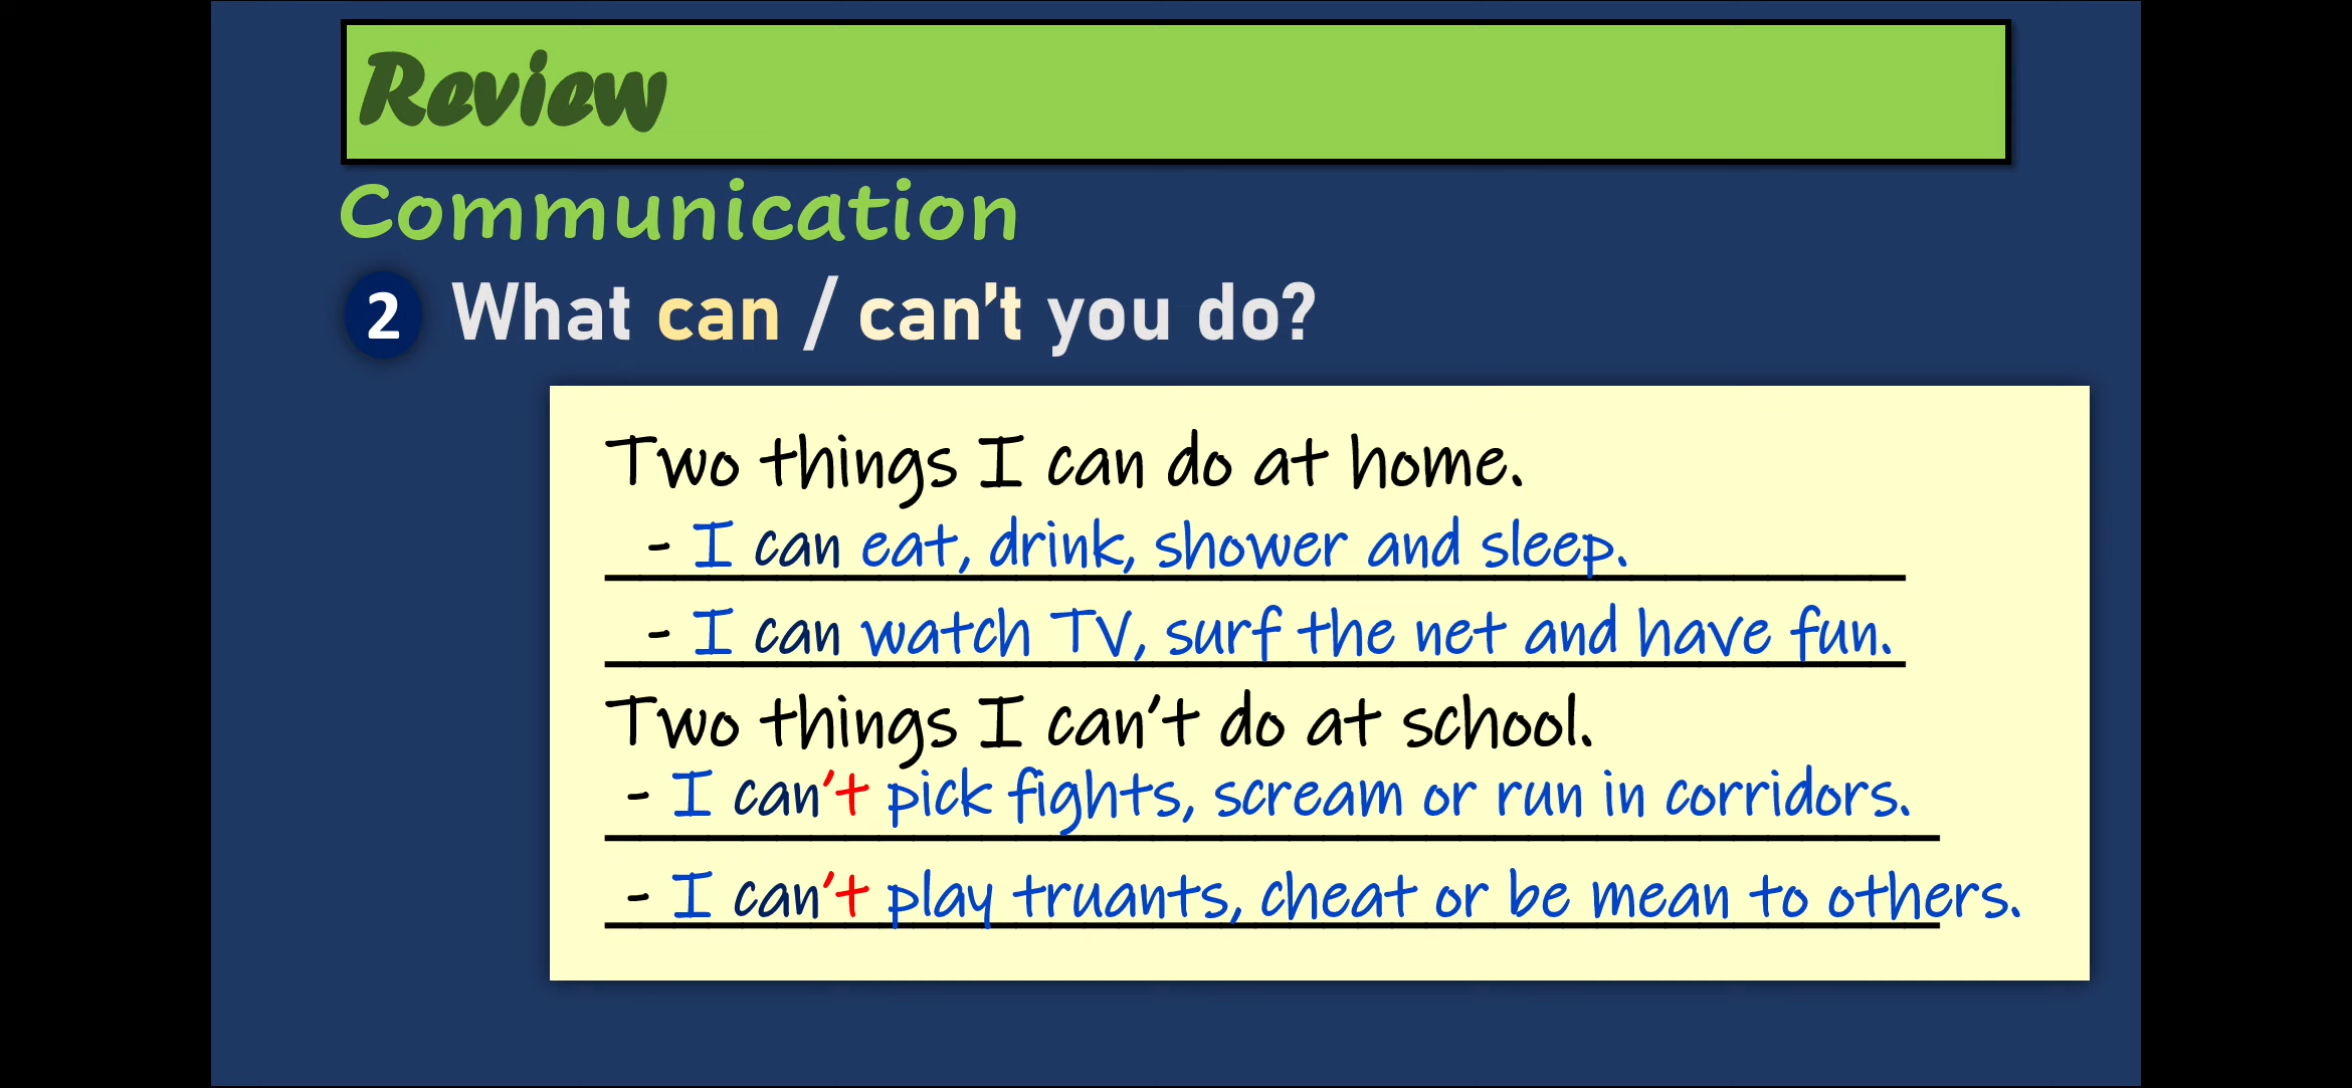 Review
Communication
2 What can / can't you do?
Two things I can do at home.
- I can eat, drink, shower and sleep.
- I can watch TV, surf the net and have fun.
Two things I can't do at school.
- I can't pick fights, scream or run in corridors.
- I can't play truants, cheat or be mean to others.